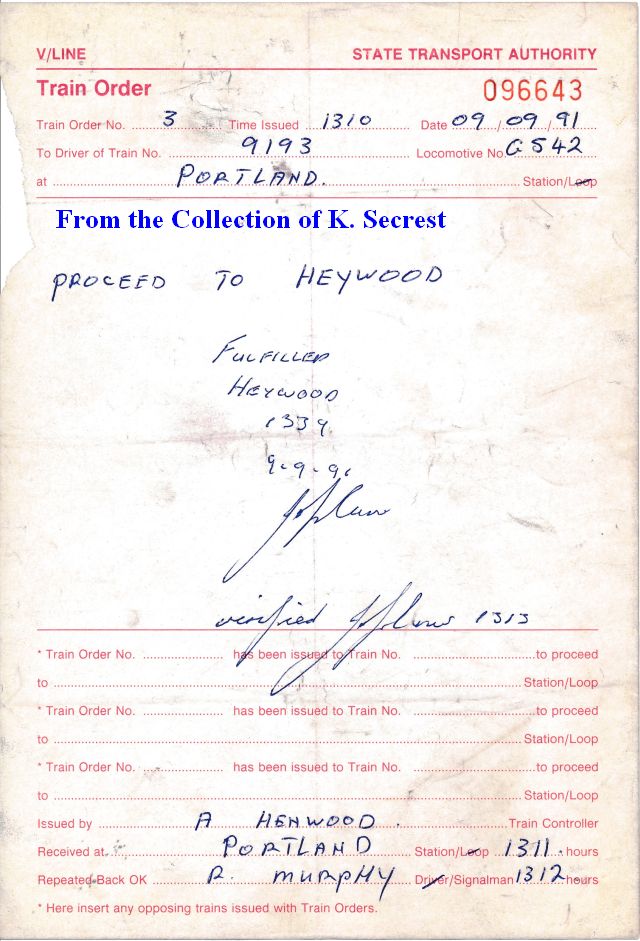 V/LINE STATE TRANSPORT AUTHORITY
Train Order 096643
Train Order No. 3 Time Issued 1310 Date 09/09/91
To Driver of Train No. 9193 Locomotive No. G542
at PORTLAND. Station/Loop
From the Collection of K. Secrest
PROCEED TO HEYWOOD
FULFILLED
HEYWOOD
1339
9.9.91
verified 1313
* Train Order No. has been issued to Train No. to proceed
to Station/Loop
* Train Order No. has been issued to Train No. to proceed
to Station/Loop
* Train Order No. has been issued to Train No. to proceed
to Station/Loop
Issued by A HENWOOD. Train Controller
Received at PORTLAND Station/Loop 1311. hours
Repeated Back OK R. MURPHY Driver/Signalman 1312. hours
* Here insert any opposing trains issued with Train Orders.